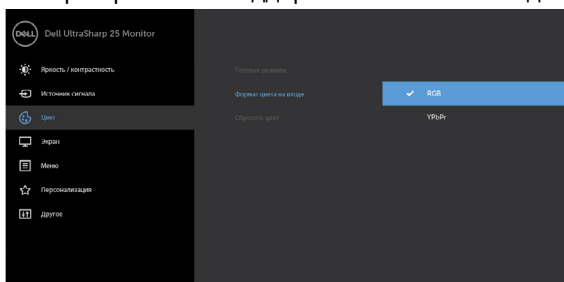 DELL
Dell UltraSharp 25 Monitor
Яркость / контрастность
Готовые режимы
Источник сигнала
Формат цвета на входе
✓ RGB
Цвет
Сбросить цвет
YPbPr
Экран
Меню
Персонализация
Другое